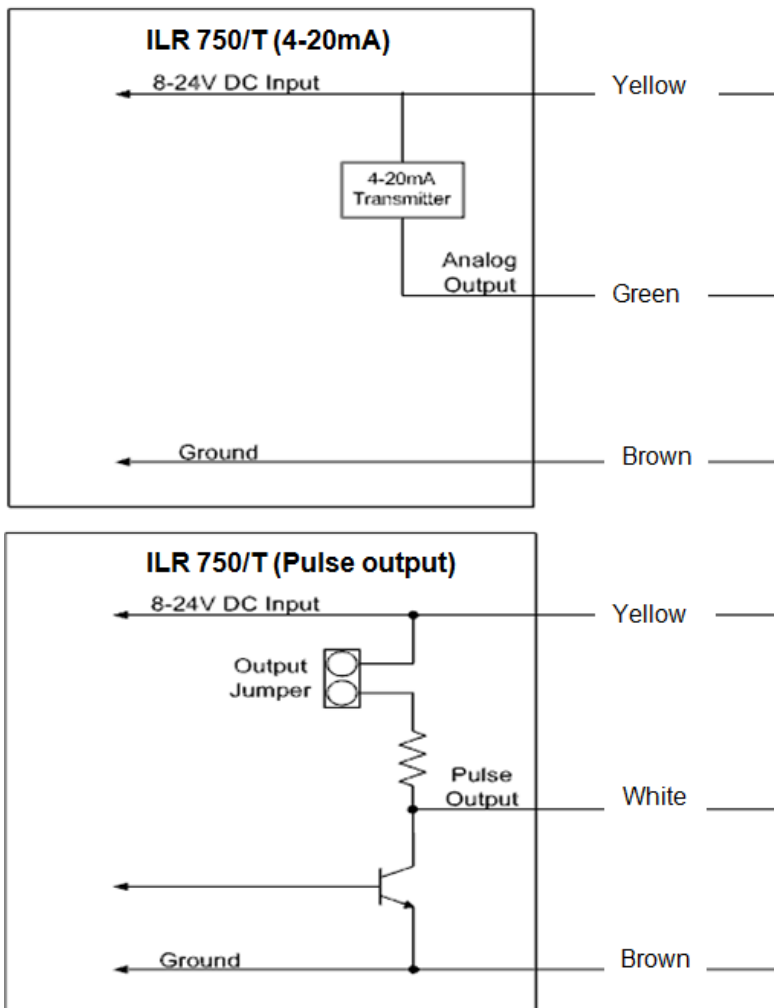 ILR 750/T (4-20mA)
8-24V DC Input
Yellow
4-20mA
Transmitter
Analog
Output
Green
Ground
Brown
ILR 750/T (Pulse output)
8-24V DC Input
Yellow
Output
Jumper
Pulse
Output
White
Ground
Brown